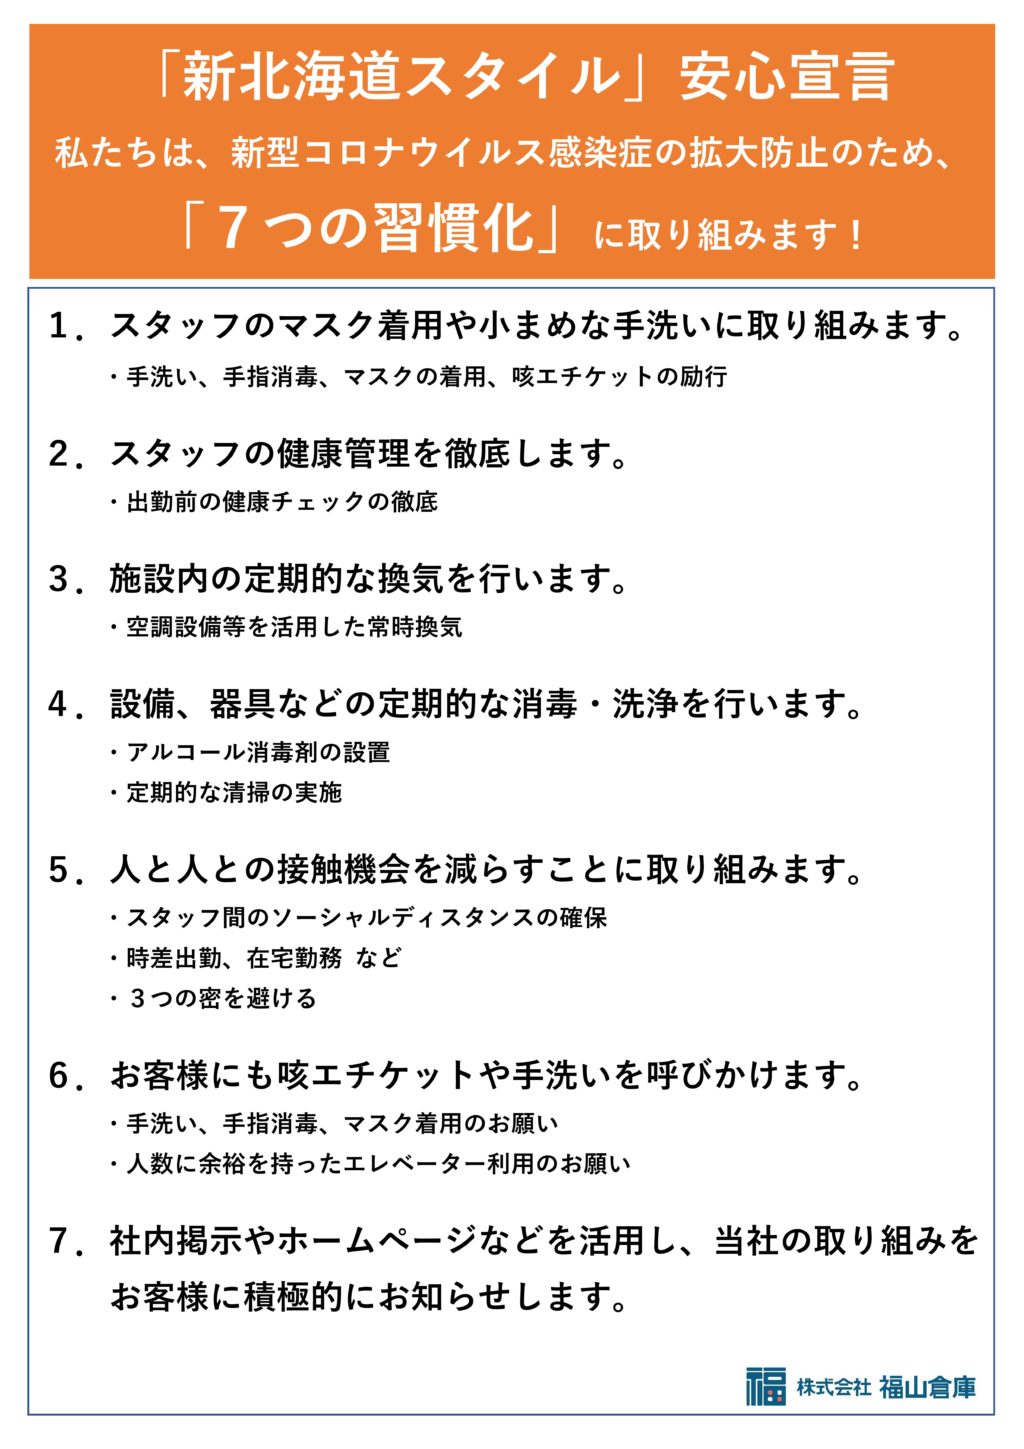 「新北海道スタイル」安心宣言
私たちは、新型コロナウイルス感染症の拡大防止のため、
「７つの習慣化」に取り組みます！
１．スタッフのマスク着用や小まめな手洗いに取り組みます。
・手洗い、手指消毒、マスクの着用、咳エチケットの励行
２．スタッフの健康管理を徹底します。
・出勤前の健康チェックの徹底
３．施設内の定期的な換気を行います。
・空調設備等を活用した常時換気
４．設備、器具などの定期的な消毒・洗浄を行います。
・アルコール消毒剤の設置
・定期的な清掃の実施
５．人と人との接触機会を減らすことに取り組みます。
・スタッフ間のソーシャルディスタンスの確保
・時差出勤、在宅勤務 など
・３つの密を避ける
６．お客様にも咳エチケットや手洗いを呼びかけます。
・手洗い、手指消毒、マスク着用のお願い
・人数に余裕を持ったエレベーター利用のお願い
７．社内掲示やホームページなどを活用し、当社の取り組みを
お客様に積極的にお知らせします。
福 株式会社 福山倉庫